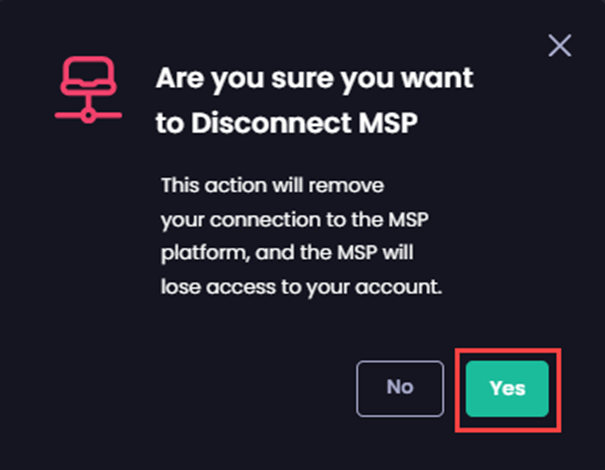 Are you sure you want
to Disconnect MSP
This action will remove
your connection to the MSP
platform, and the MSP will
lose access to your account.
No
Yes